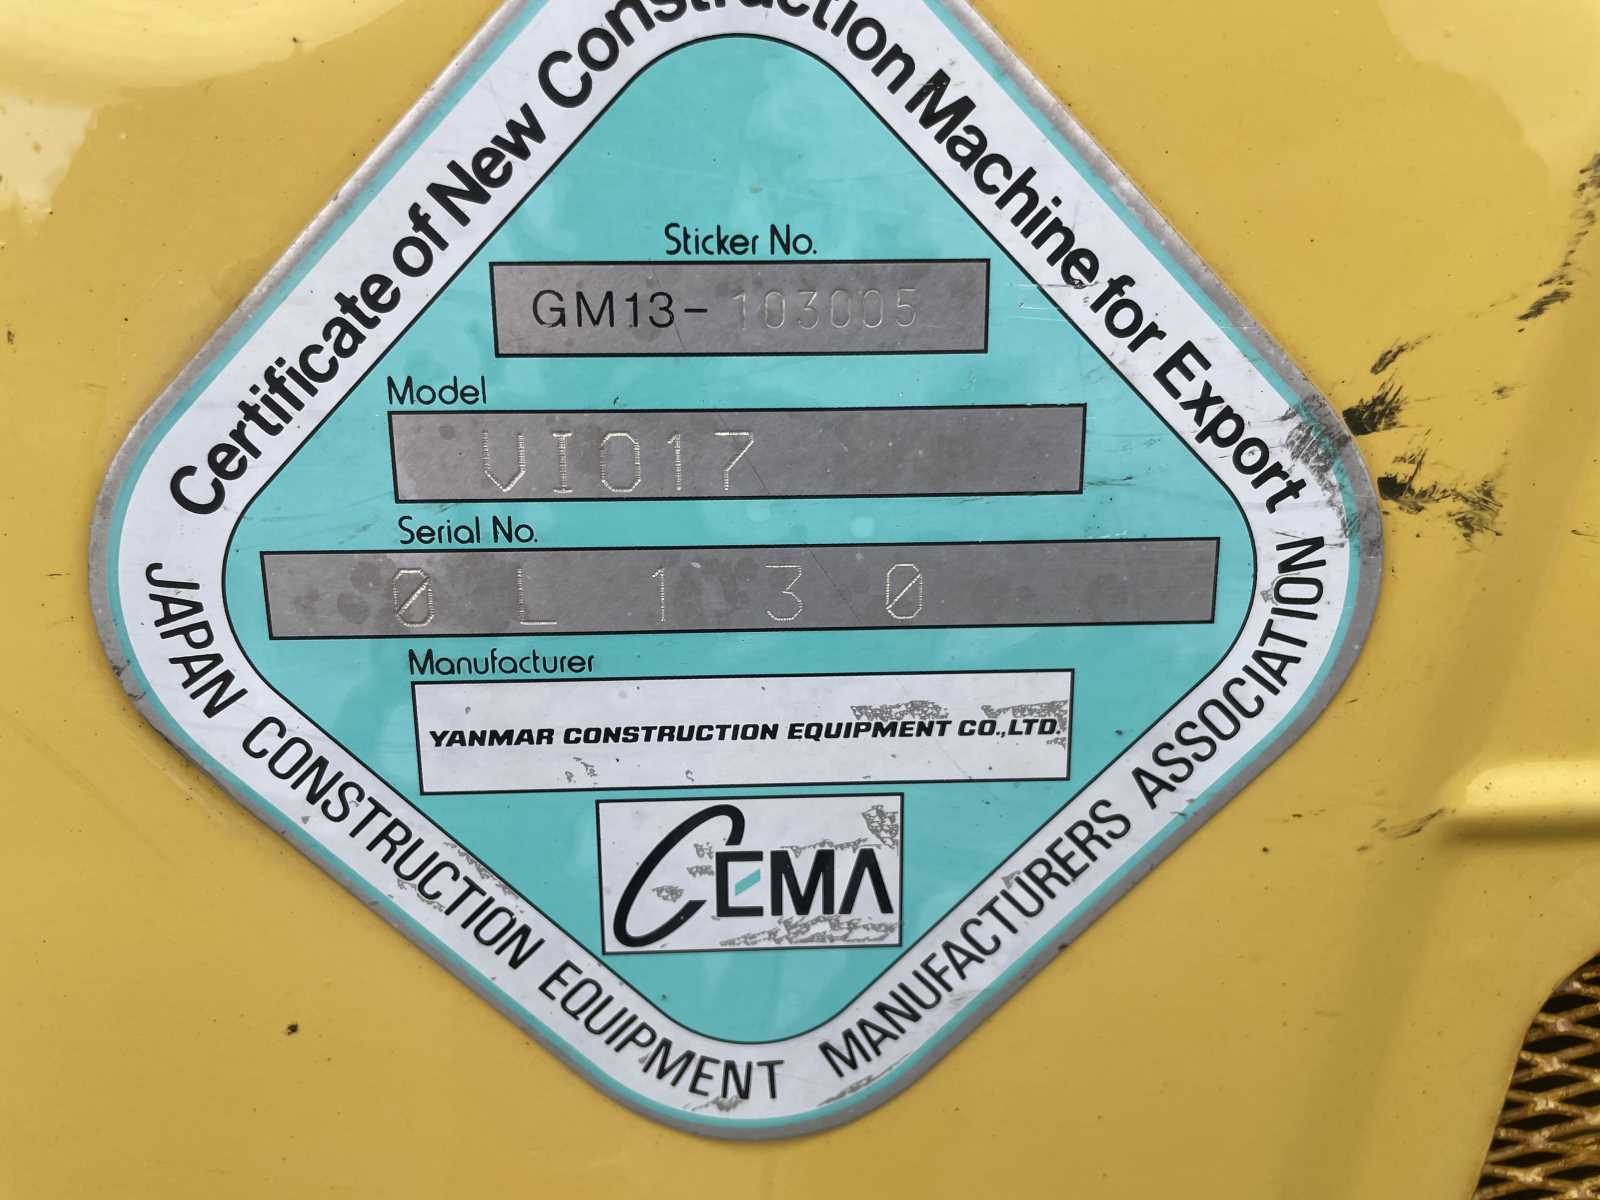 Certificate of New Construction Machine for Export
Sticker No.
GM13-103005
Model
VIO17
Serial No.
0L130
Manufacturer
YANMAR CONSTRUCTION EQUIPMENT CO.,LTD.
CEMA
JAPAN CONSTRUCTION EQUIPMENT MANUFACTURERS ASSOCIATION